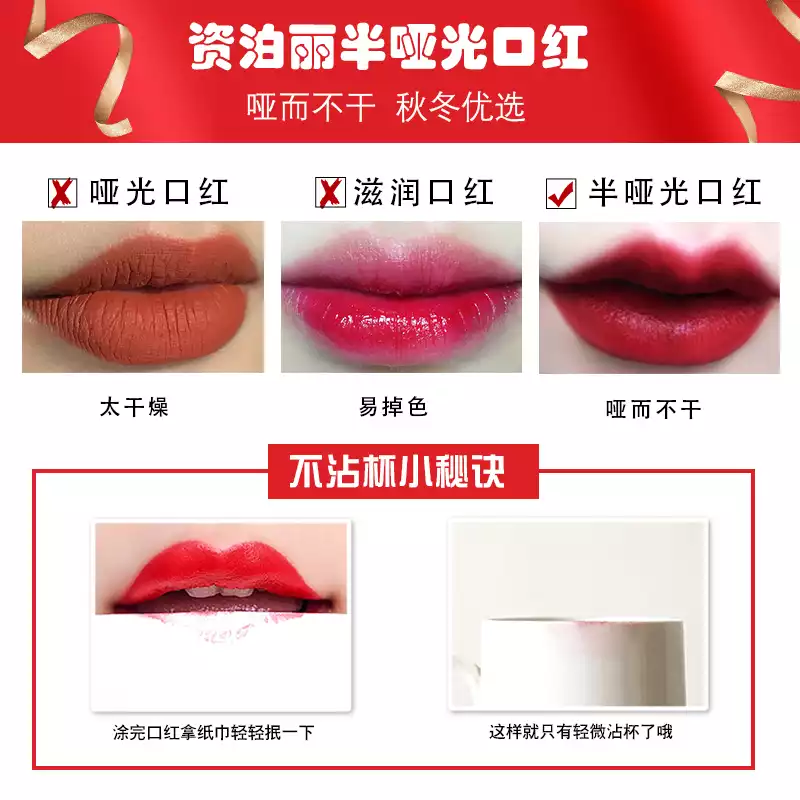 资泊丽半哑光口红
哑而不干 秋冬优选
哑光口红
滋润口红
半哑光口红
太干燥
易掉色
哑而不干
不沾杯小秘诀
涂完口红拿纸巾轻轻抿一下
这样就只有轻微沾杯了哦